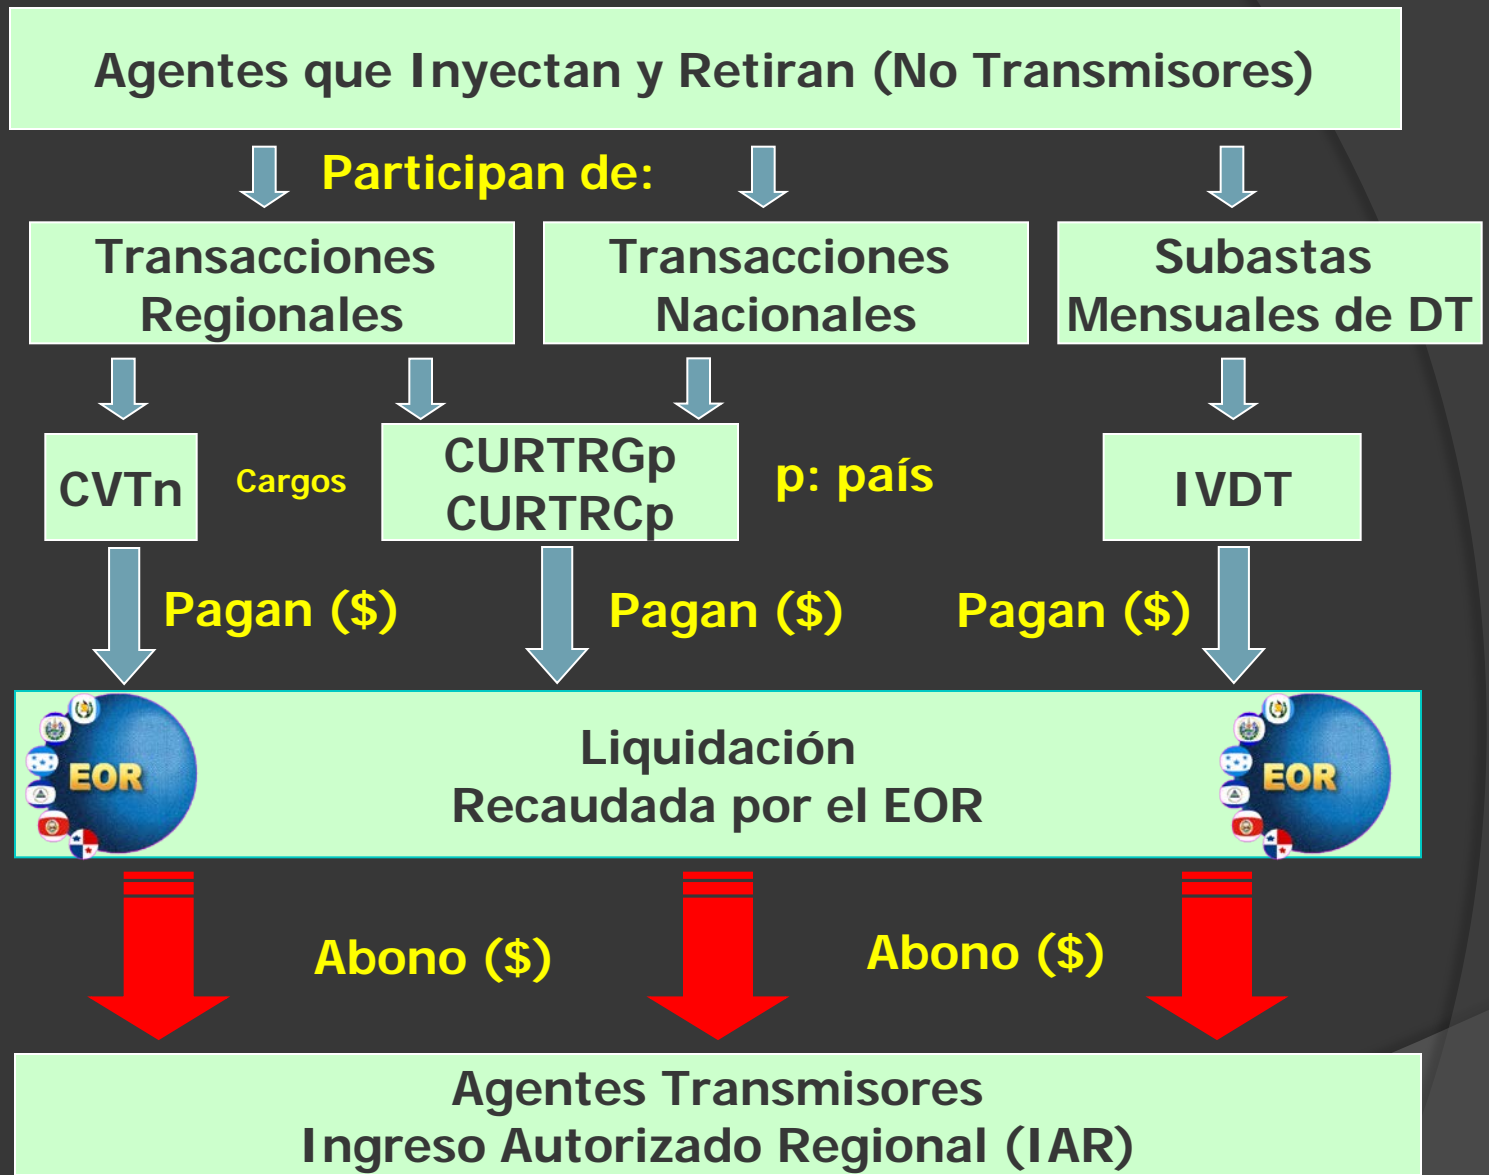 Agentes que Inyectan y Retiran (No Transmisores)
Participan de:
Transacciones
Regionales
Transacciones
Nacionales
Subastas
Mensuales de DT
CVTn
Cargos
CURTRGp
CURTRCp
p: país
IVDT
Pagan ($)
Pagan ($)
Pagan ($)
EOR
Liquidación
Recaudada por el EOR
EOR
Abono ($)
Abono ($)
Agentes Transmisores
Ingreso Autorizado Regional (IAR)